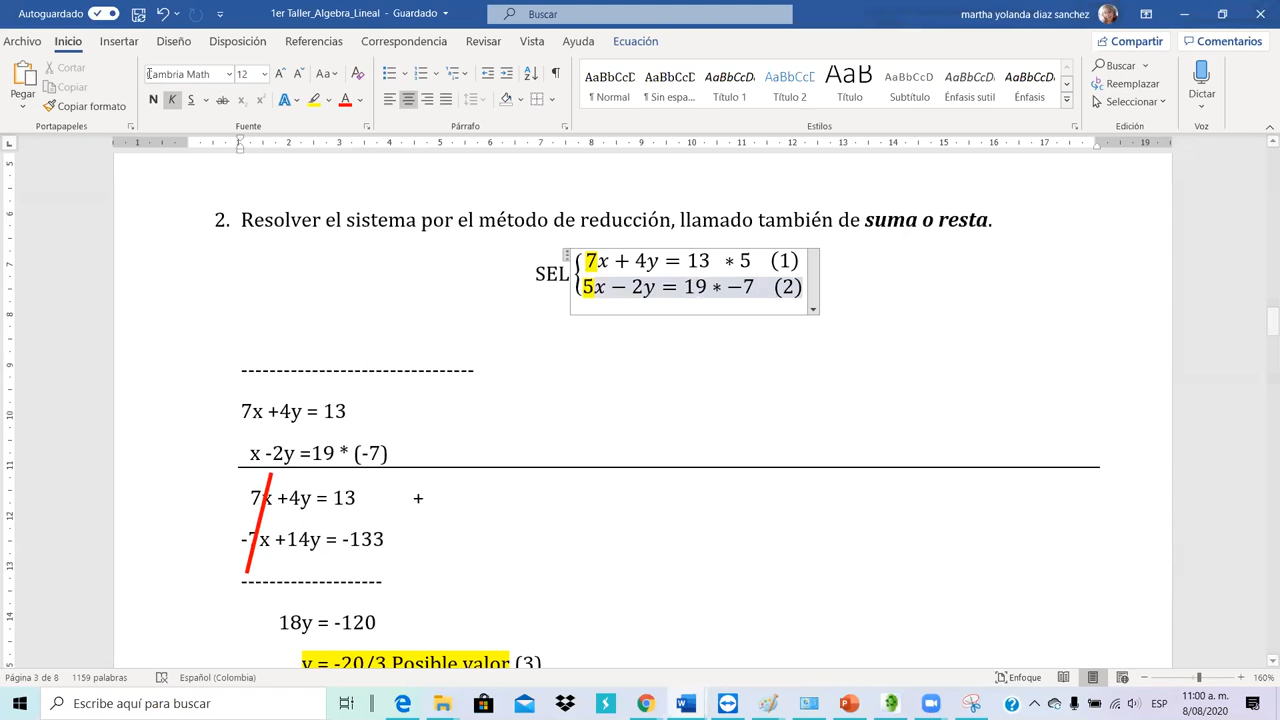 Autoguardado
Buscar
martha yolanda diaz sanchez
Archivo Inicio Insertar Diseño Disposición Referencias Correspondencia Revisar Vista Ayuda Ecuación Compartir Comentarios
Pegar
Cortar
Copiar
Copiar formato
Portapapeles
Cambria Math 12
N K S ab x₂ x²
Fuente
Párrafo
AaBbCcD AaBbCcD AaBbCcD AaBbCcD AaB AaBbCcD AaBbCcD AaBbCcD
¶ Normal ¶ Sin espa... Título 1 Título 2 Título Subtítulo Énfasis sutil Énfasis
Estilos
Buscar
Reemplazar
Seleccionar
Edición
Dictar
Voz
2. Resolver el sistema por el método de reducción, llamado también de suma o resta.
SEL { 7x + 4y = 13 * 5 (1)
5x − 2y = 19 * −7 (2)
---------------------------------
7x +4y = 13
x -2y =19 * (-7)
7x +4y = 13 +
-7x +14y = -133
--------------------
18y = -120
y = -20/3 Posible valor (3)
Página 3 de 8 1159 palabras Español (Colombia) Enfoque 160%
Escribe aquí para buscar
ESP
11:00 a. m.
8/08/2020